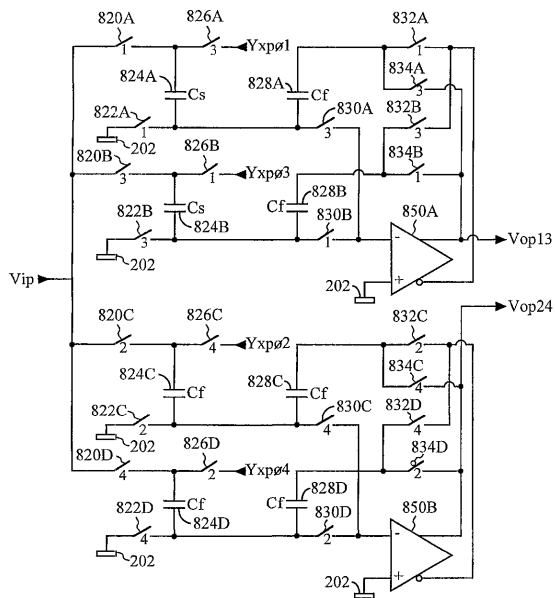 820A 826A 832A
1 3 Yxpø1 1
824A 834A
Cs 828A Cf 3
822A 830A 832B
1 3 3
202
820B 826B 834B
3 1 Yxpø3 1
828B 850A
822B Cs Cf 830B
3 824B 1 - Vop13
202
Vip 202 +
Vop24
820C 826C 832C
2 4 Yxpø2 2
824C 834C
Cf 828C Cf 4
822C 830C 832D
2 4 4
202
820D 826D 834D
4 2 Yxpø4 2
828D
822D Cf Cf 830D 850B
4 824D 2 -
202
202 +